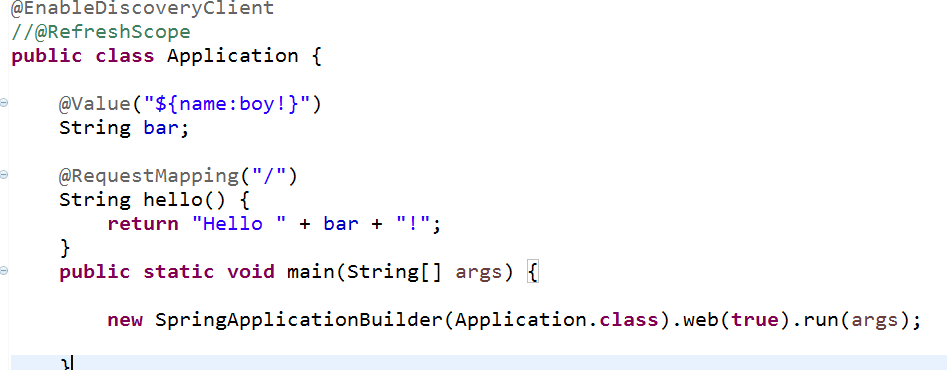 @EnableDiscoveryClient
//@RefreshScope
public class Application {
@Value("${name:boy!}")
String bar;
@RequestMapping("/")
String hello() {
return "Hello " + bar + "!";
}
public static void main(String[] args) {
new SpringApplicationBuilder(Application.class).web(true).run(args);
}